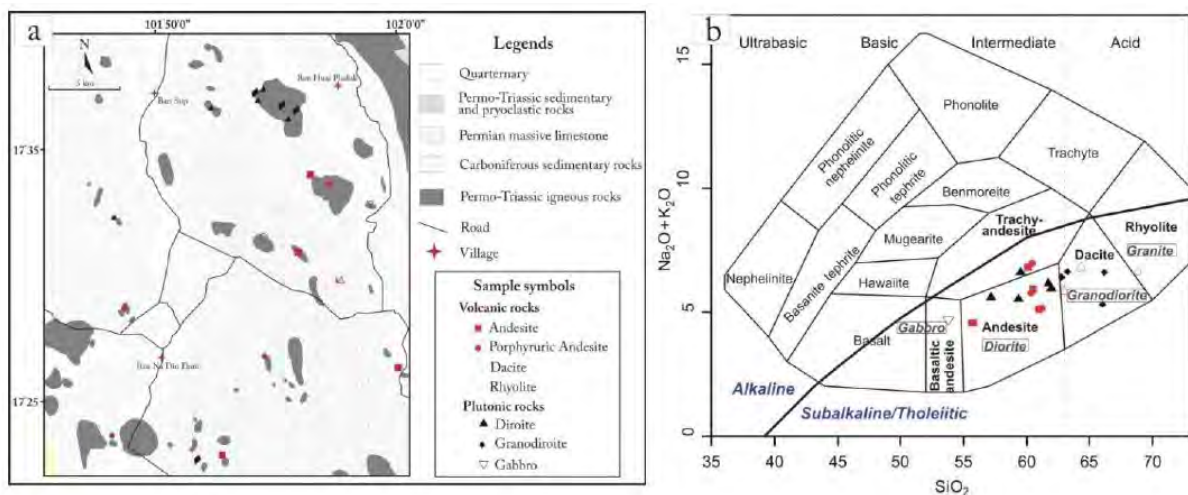 a
101 50'0"
102 0'0"
N
5 km
Ban Sup
1735
1725
Legends
Quarternary
Permo-Triassic sedimentary
and pryoclastic rocks
Permian massive limestone
Carboniferous sedimentary rocks
Permo-Triassic igneous rocks
Road
Village
Sample symbols
Volcanic rocks
Andesite
Porphyruric Andesite
Dacite
Rhyolite
Plutonic rocks
Diroite
Granodiroite
Gabbro
b
Ultrabasic
Basic
Intermediate
Acid
Phonolite
Phonolitic
nephelinite
Phonolitic
tephrite
Trachyte
Benmoreite
Trachy-
andesite
Rhyolite
Granite
Mugearite
Dacite
Nephelinite
Basanite tephrite
Hawaiite
Granodiorite
Gabbro
Basalt
Basaltic
andesite
Andesite
Diorite
Alkaline
Subalkaline/Tholeiitic
Na2O+K2O
0
5
10
15
35
40
45
50
55
60
65
70
SiO2